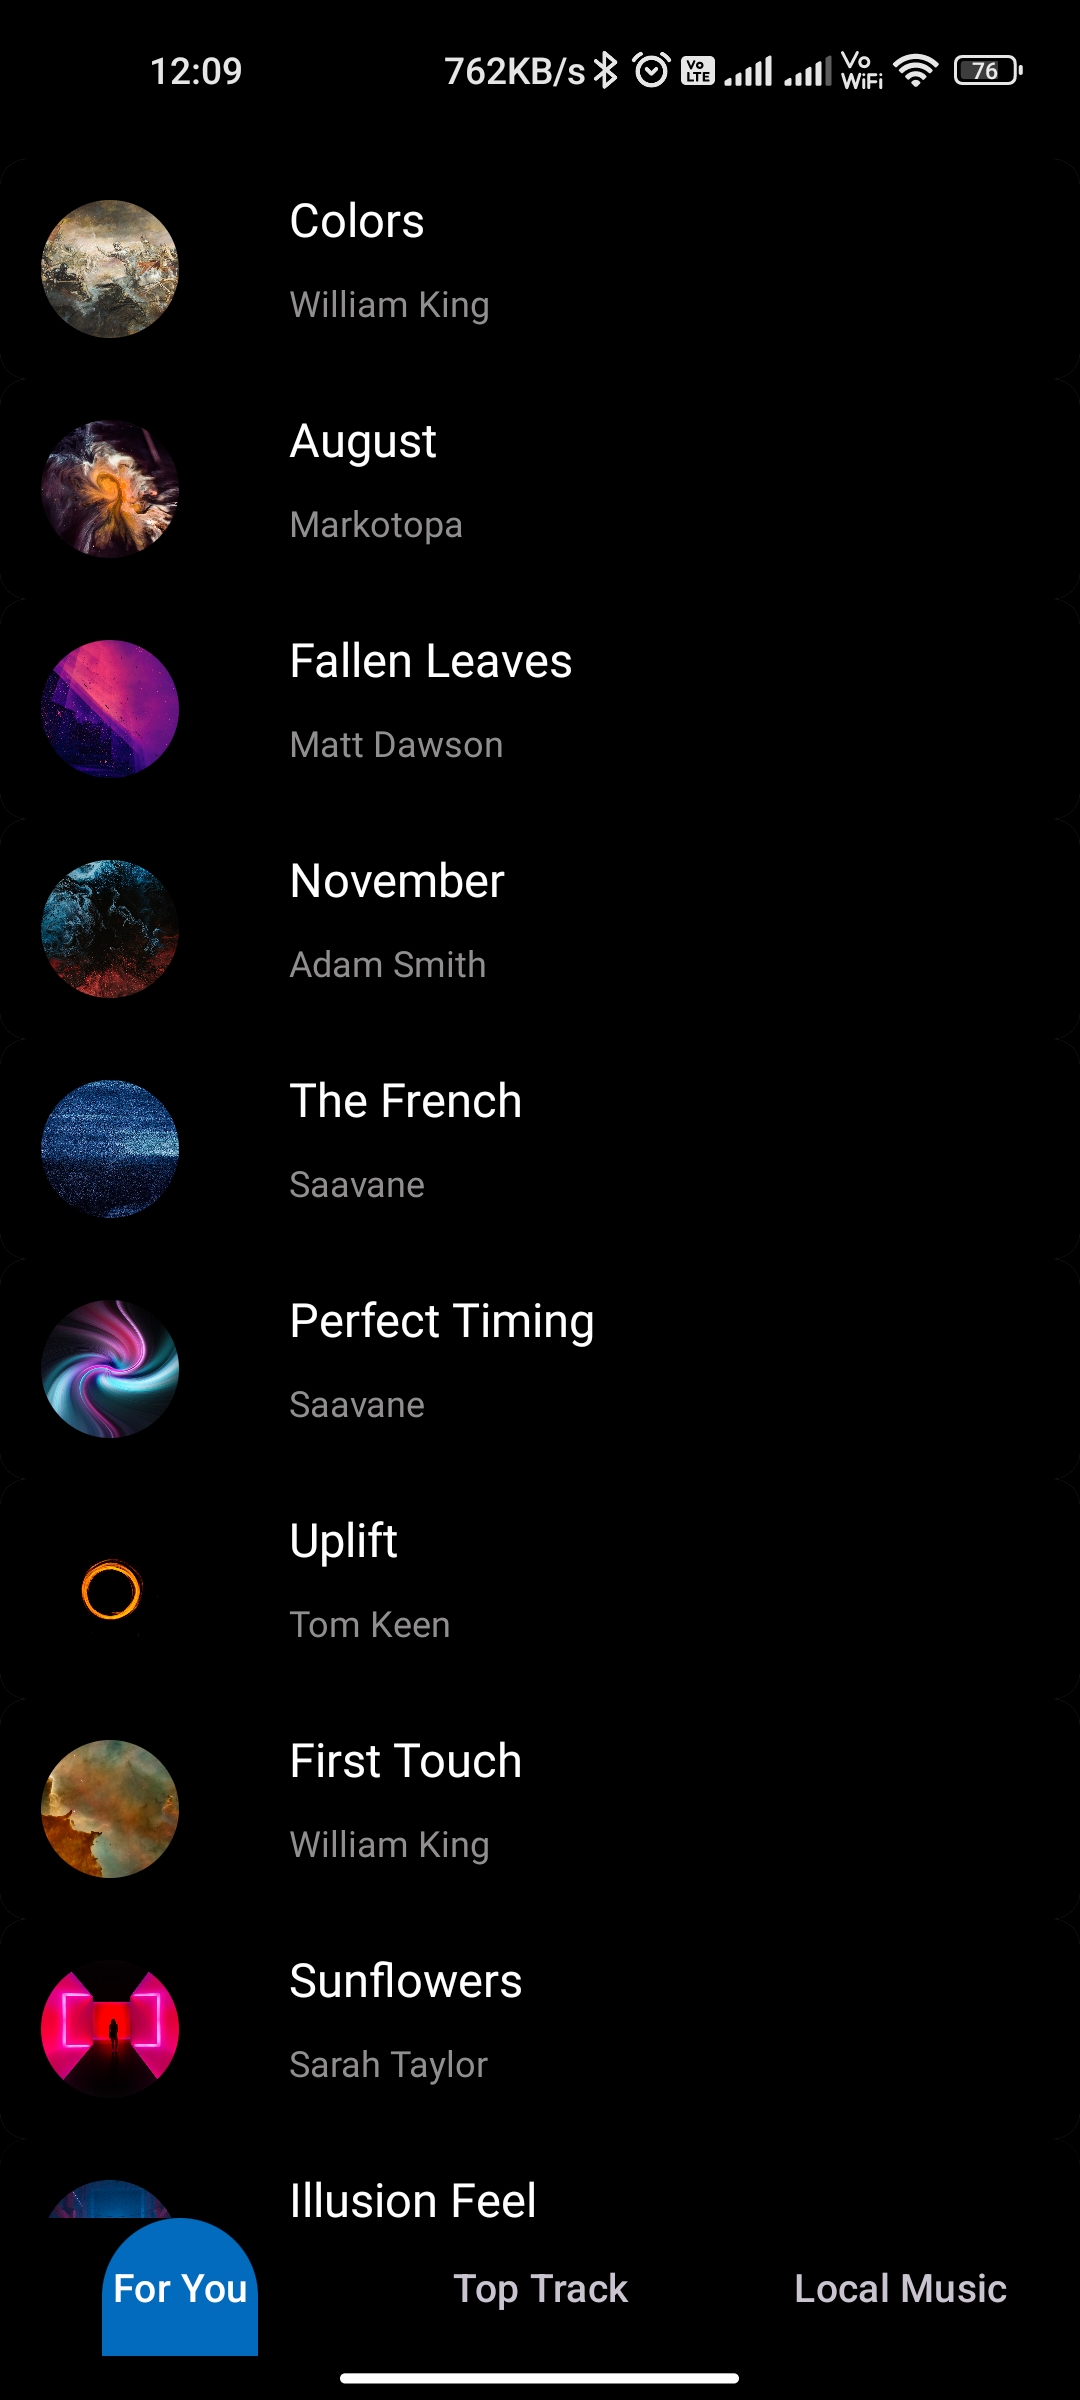 12:09 762KB/s Vo LTE Vo WiFi 76
Colors
William King
August
Markotopa
Fallen Leaves
Matt Dawson
November
Adam Smith
The French
Saavane
Perfect Timing
Saavane
Uplift
Tom Keen
First Touch
William King
Sunflowers
Sarah Taylor
Illusion Feel
For You Top Track Local Music